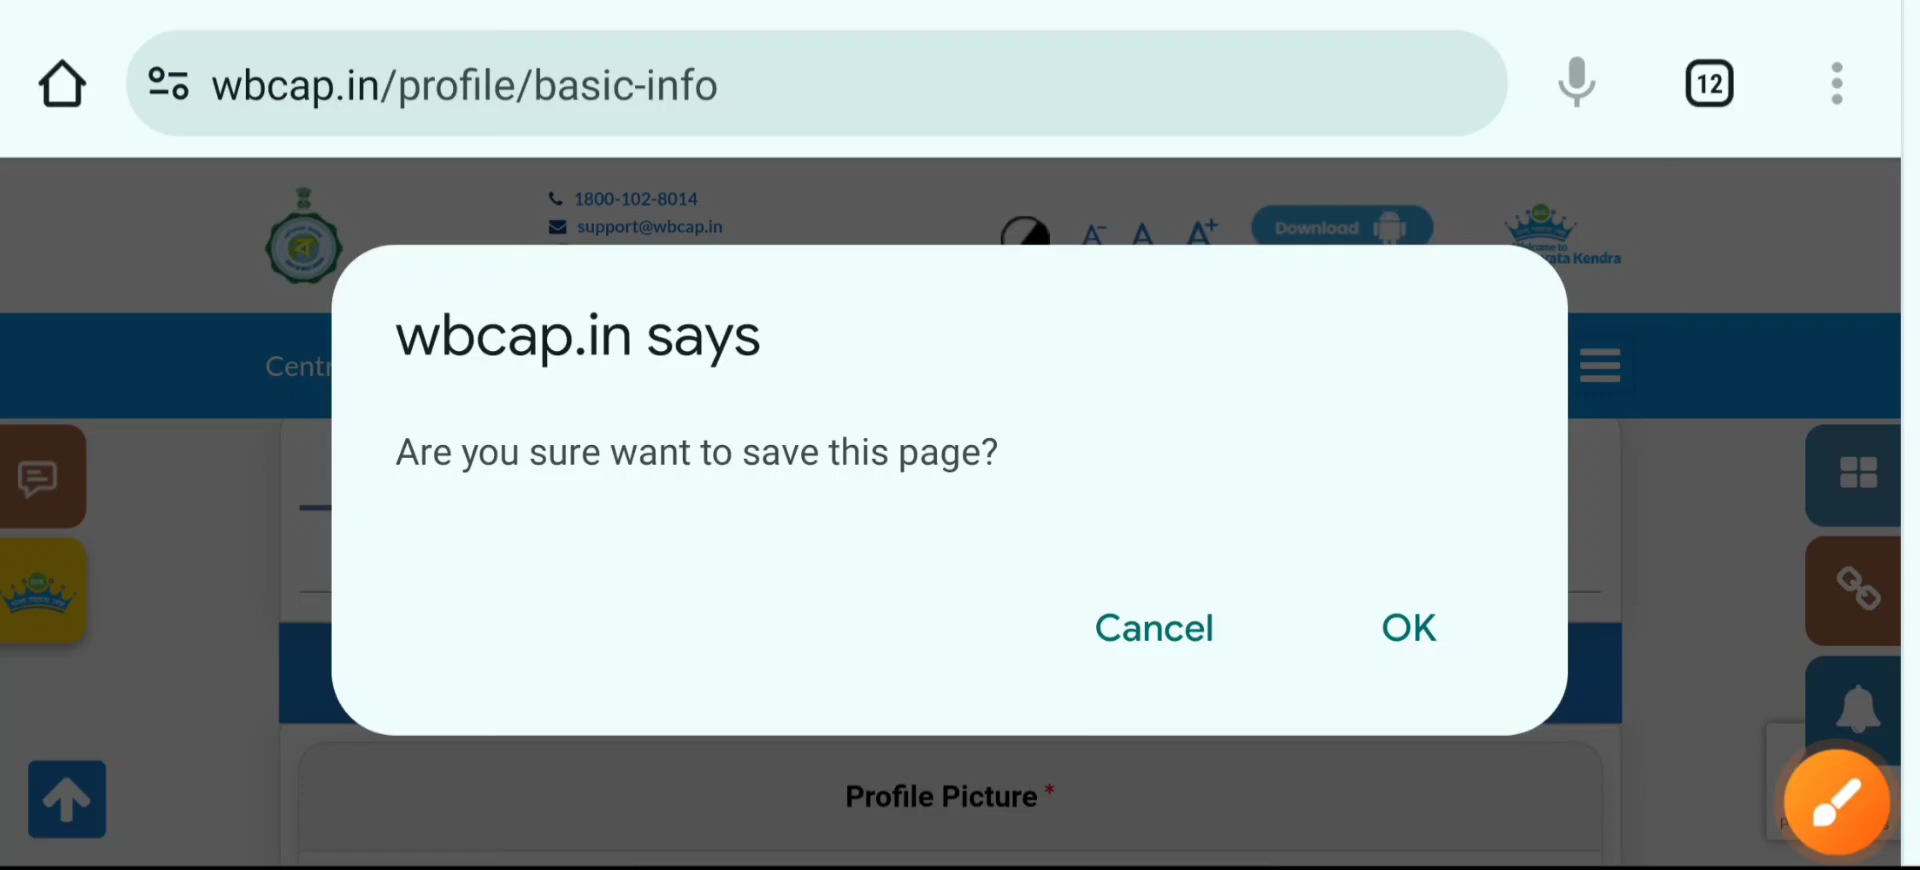 wbcap.in/profile/basic-info
12
1800-102-8014
support@wbcap.in
A- A A+
Download
Kendra
Centr
wbcap.in says
Are you sure want to save this page?
Cancel
OK
Profile Picture *